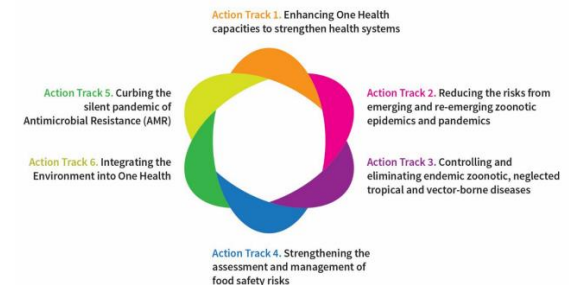 Action Track 1. Enhancing One Health
capacities to strengthen health systems
Action Track 5. Curbing the
silent pandemic of
Antimicrobial Resistance (AMR)
Action Track 2. Reducing the risks from
emerging and re-emerging zoonotic
epidemics and pandemics
Action Track 6. Integrating the
Environment into One Health
Action Track 3. Controlling and
eliminating endemic zoonotic, neglected
tropical and vector-borne diseases
Action Track 4. Strengthening the
assessment and management of
food safety risks